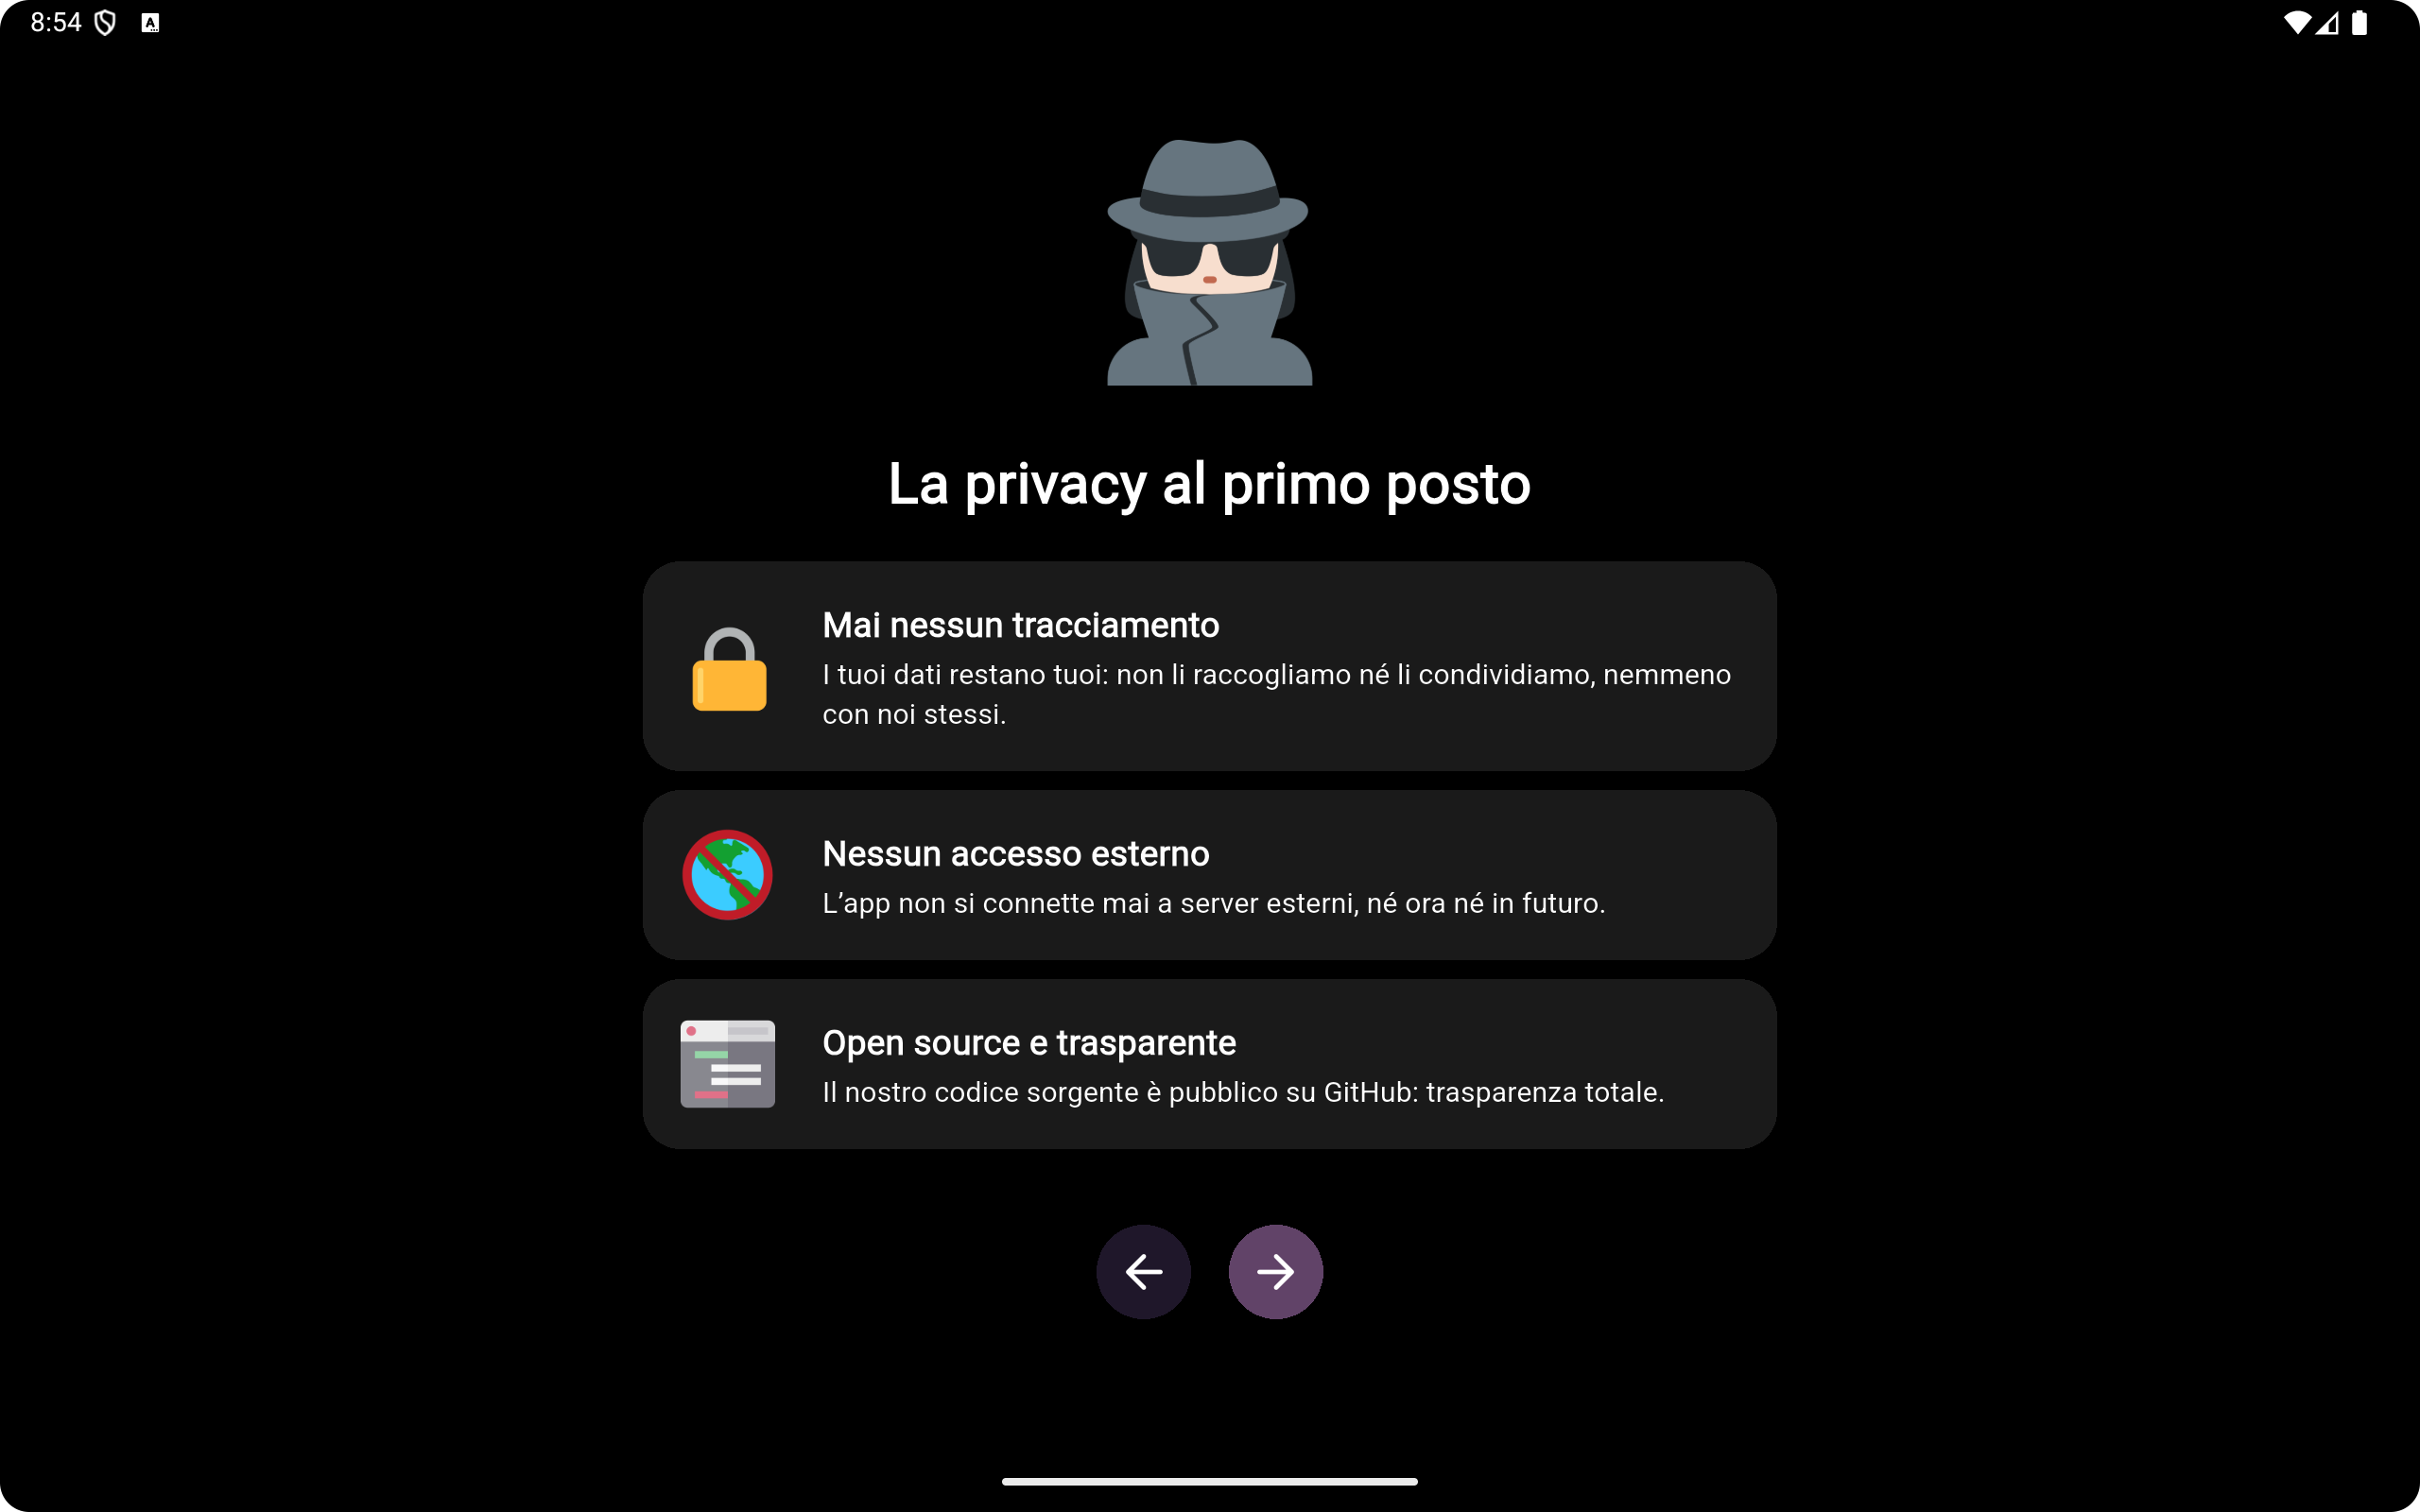 8:54
A
La privacy al primo posto
Mai nessun tracciamento
I tuoi dati restano tuoi: non li raccogliamo né li condividiamo, nemmeno
con noi stessi.
Nessun accesso esterno
L’app non si connette mai a server esterni, né ora né in futuro.
Open source e trasparente
Il nostro codice sorgente è pubblico su GitHub: trasparenza totale.